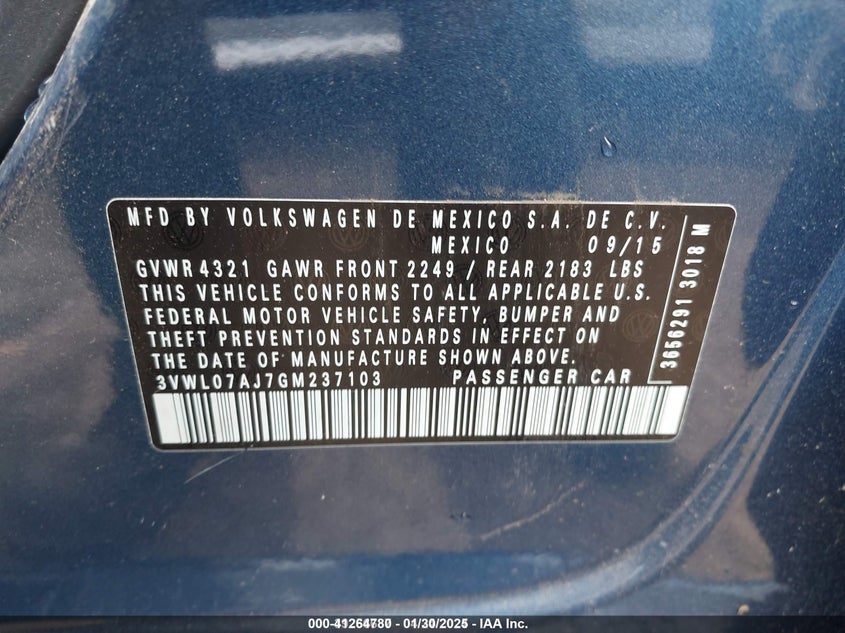 MFD BY VOLKSWAGEN DE MEXICO S.A. DE C.V.
MEXICO 09/15
GVWR 4321 GAWR FRONT 2249 / REAR 2183 LBS
THIS VEHICLE CONFORMS TO ALL APPLICABLE U.S.
FEDERAL MOTOR VEHICLE SAFETY, BUMPER AND
THEFT PREVENTION STANDARDS IN EFFECT ON
THE DATE OF MANUFACTURE SHOWN ABOVE.
3VWL07AJ7GM237103 PASSENGER CAR
3656291 3018 M
000-41264780 01/30/2025 - IAA Inc.